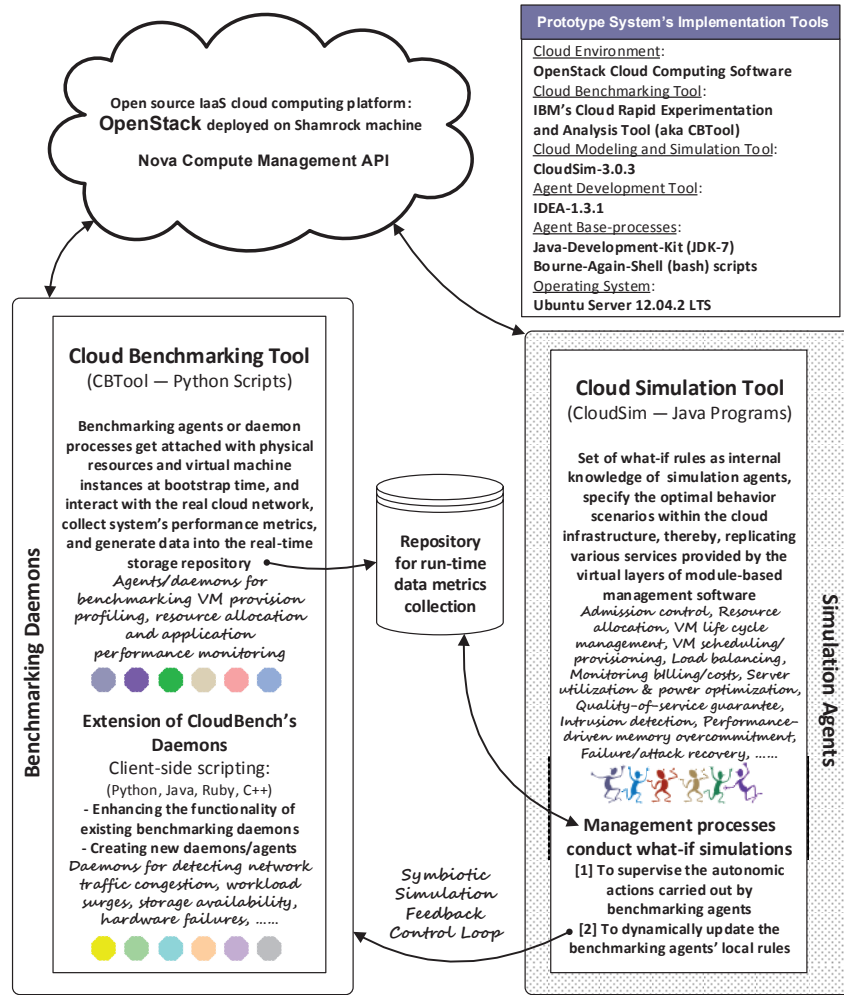 Prototype System's Implementation Tools
Cloud Environment:
OpenStack Cloud Computing Software
Cloud Benchmarking Tool:
IBM's Cloud Rapid Experimentation
and Analysis Tool (aka CBTool)
Cloud Modeling and Simulation Tool:
CloudSim-3.0.3
Agent Development Tool:
IDEA-1.3.1
Agent Base-processes:
Java-Development-Kit (JDK-7)
Bourne-Again-Shell (bash) scripts
Operating System:
Ubuntu Server 12.04.2 LTS
Open source IaaS cloud computing platform:
OpenStack deployed on Shamrock machine
Nova Compute Management API
Benchmarking Daemons
Cloud Benchmarking Tool
(CBTool — Python Scripts)
Benchmarking agents or daemon
processes get attached with physical
resources and virtual machine
instances at bootstrap time, and
interact with the real cloud network,
collect system's performance metrics,
and generate data into the real-time
storage repository
Agents/daemons for
benchmarking VM provision
profiling, resource allocation
and application
performance monitoring
Extension of CloudBench's
Daemons
Client-side scripting:
(Python, Java, Ruby, C++)
- Enhancing the functionality of
existing benchmarking daemons
- Creating new daemons/agents
Daemons for detecting network
traffic congestion, workload
surges, storage availability,
hardware failures, ......
Repository
for run-time
data metrics
collection
Symbiotic
Simulation
Feedback
Control Loop
Cloud Simulation Tool
(CloudSim — Java Programs)
Set of what-if rules as internal
knowledge of simulation agents,
specify the optimal behavior
scenarios within the cloud
infrastructure, thereby, replicating
various services provided by the
virtual layers of module-based
management software
Admission control, Resource
allocation, VM life cycle
management, VM scheduling/
provisioning, Load balancing,
Monitoring bIlling/costs, Server
utilization & power optimization,
Quality-of-service guarantee,
Intrusion detection, Performance-
driven memory overcommitment,
Failure/attack recovery, ......
Management processes
conduct what-if simulations
[1] To supervise the autonomic
actions carried out by
benchmarking agents
[2] To dynamically update the
benchmarking agents' local rules
Simulation Agents